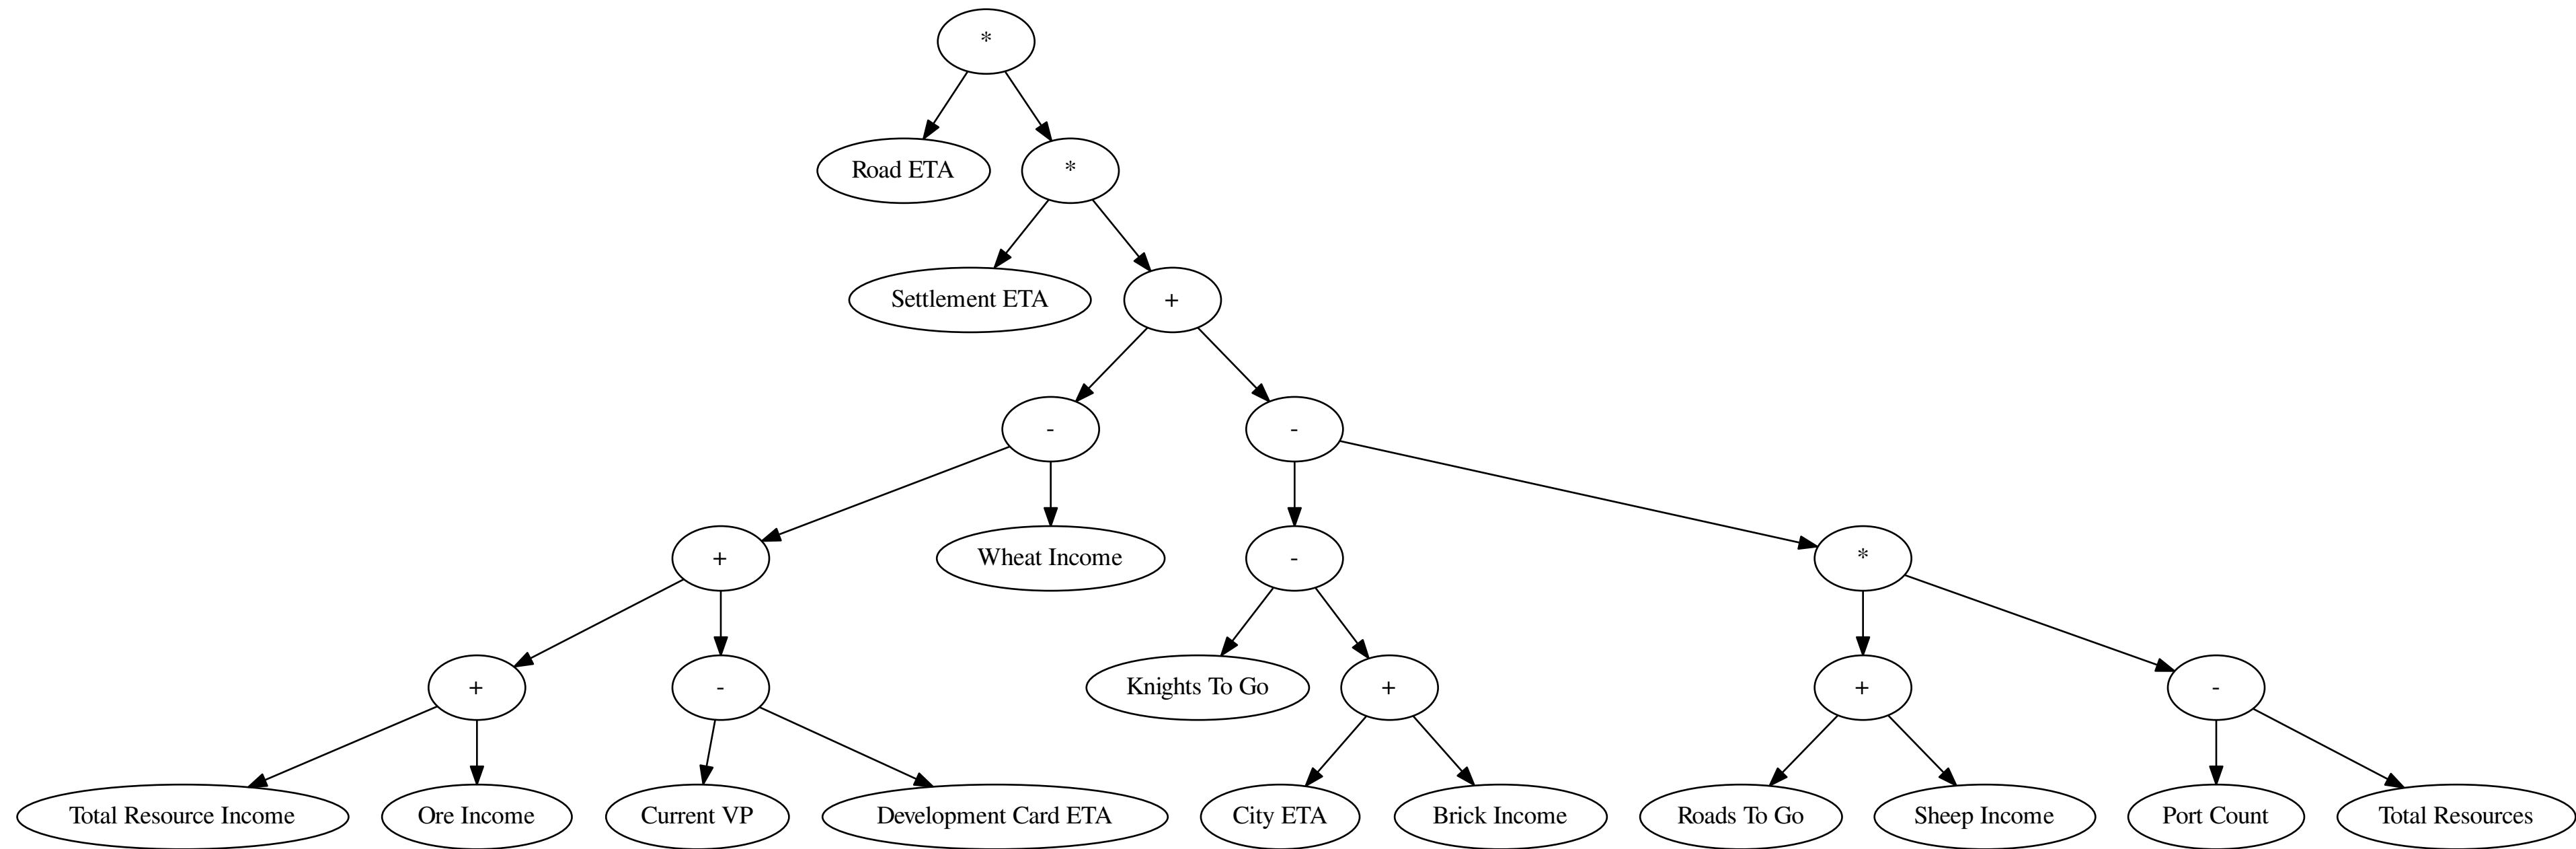 *
Road ETA
*
Settlement ETA
+
-
-
+
Wheat Income
-
*
+
-
Knights To Go
+
+
-
Total Resource Income
Ore Income
Current VP
Development Card ETA
City ETA
Brick Income
Roads To Go
Sheep Income
Port Count
Total Resources